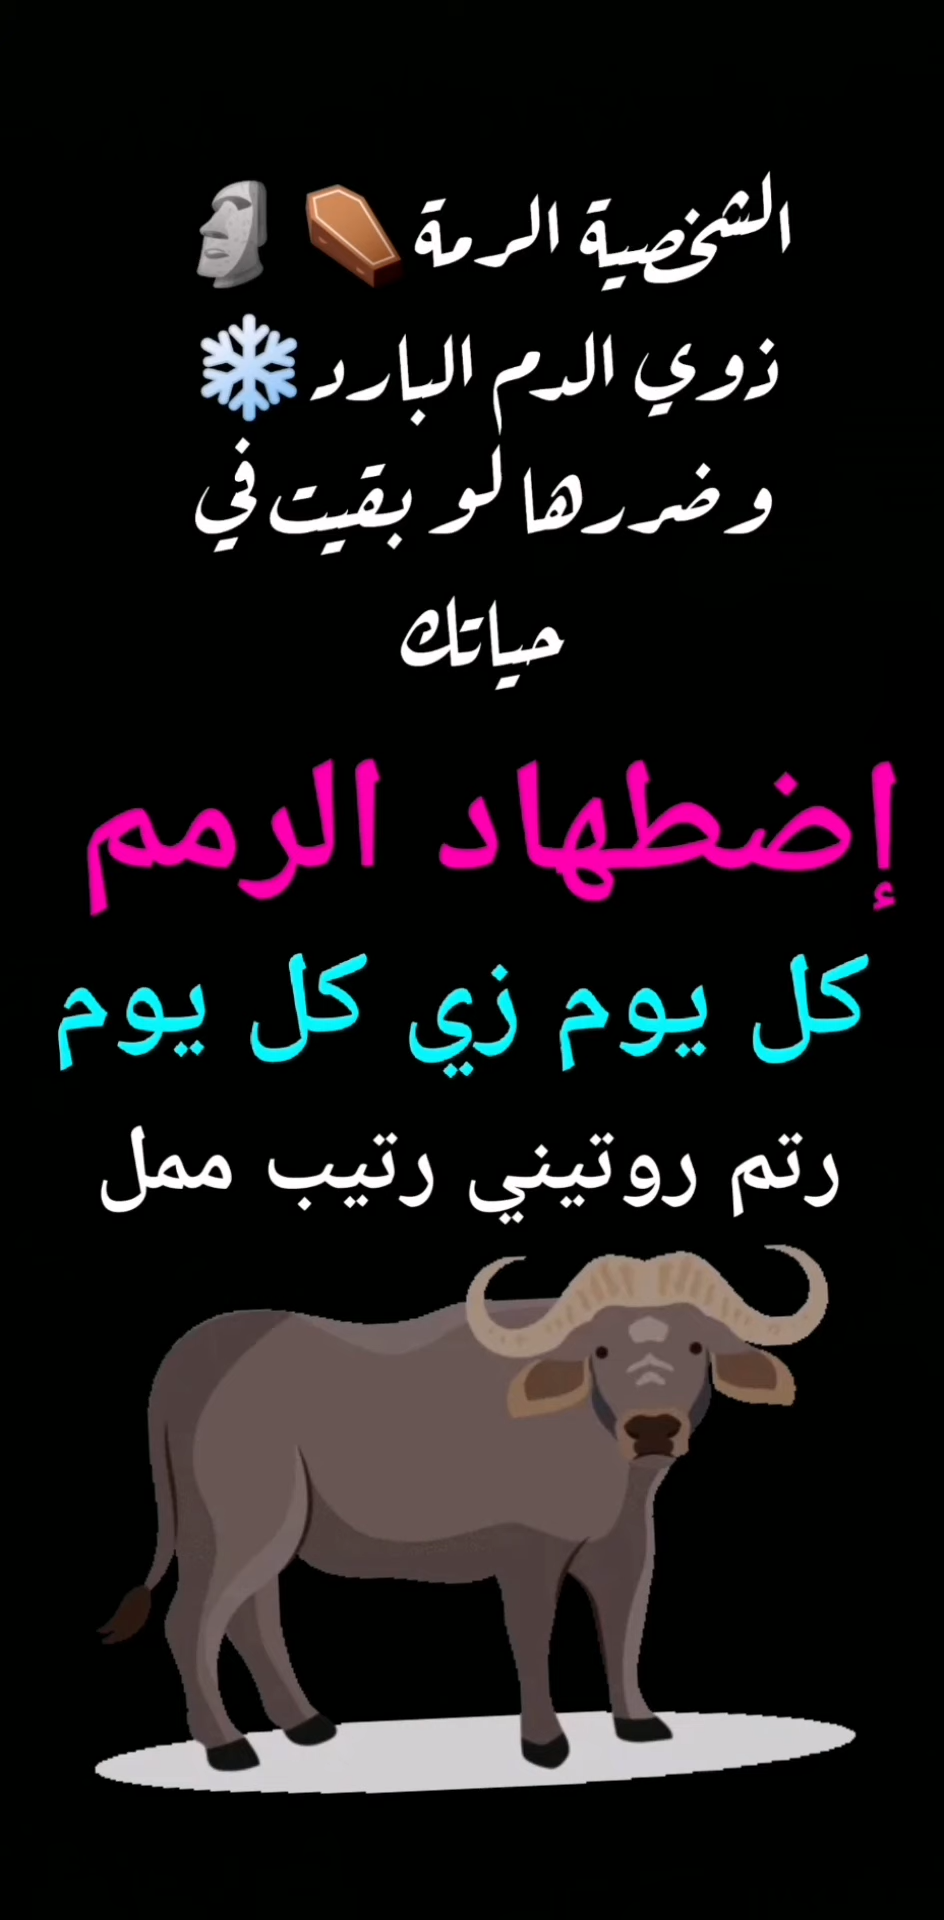 الشخصية الرمة ⚰️ 🗿
ذوي الدم البارد ❄️
و ضررها لو بقيت في
حياتك
إضطهاد الرمم
كل يوم زي كل يوم
رتم روتيني رتيب ممل